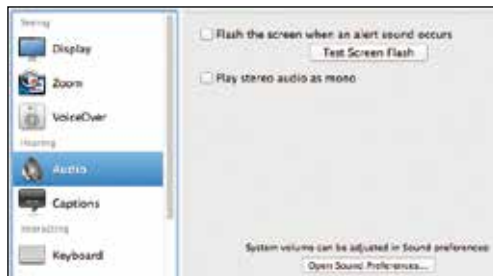 Seeing
Display
Zoom
VoiceOver
Hearing
Audio
Captions
Interacting
Keyboard
Flash the screen when an alert sound occurs
Test Screen Flash
Play stereo audio as mono
System volume can be adjusted in Sound preferences
Open Sound Preferences...